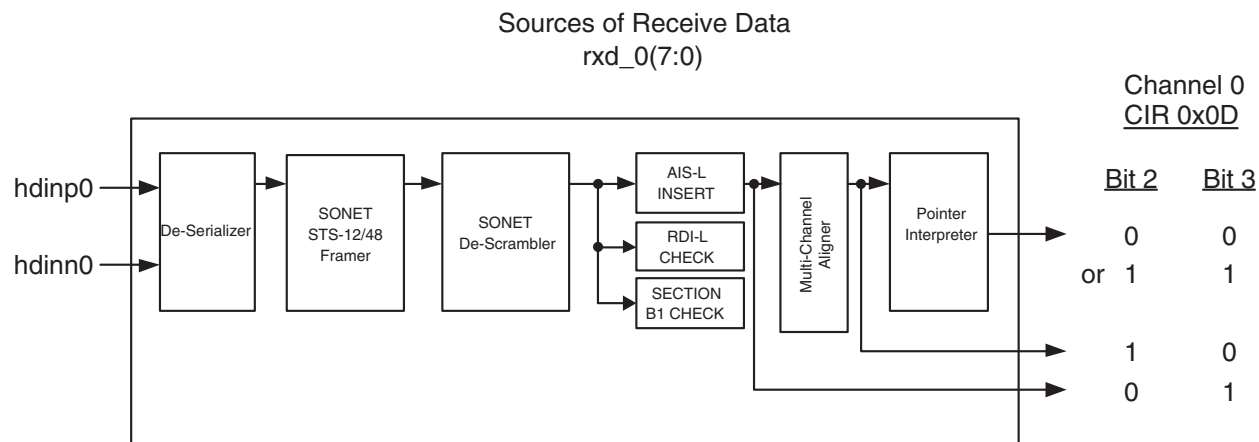 Sources of Receive Data
rxd_0(7:0)
Channel 0
CIR 0x0D
Bit 2 Bit 3
hdinp0
hdinn0
De-Serializer
SONET
STS-12/48
Framer
SONET
De-Scrambler
AIS-L
INSERT
RDI-L
CHECK
SECTION
B1 CHECK
Multi-Channel
Aligner
Pointer
Interpreter
0 0
or 1 1
1 0
0 1